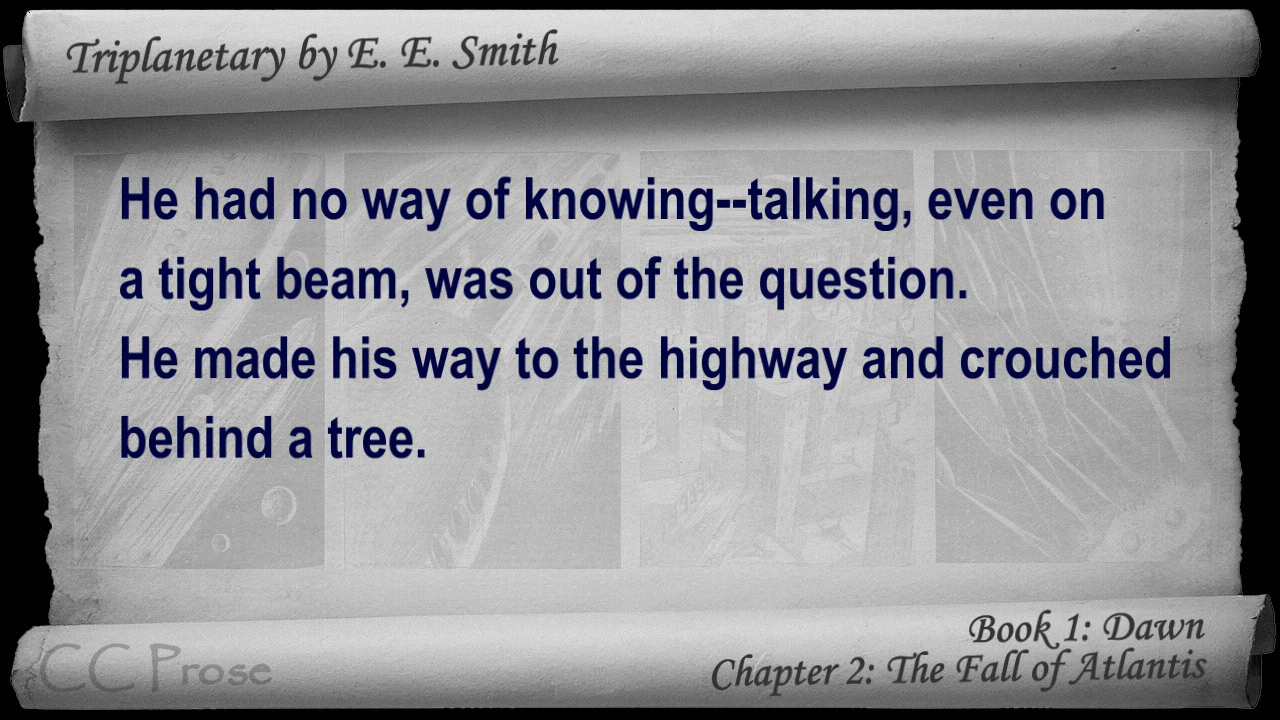 Triplanetary by E. E. Smith
He had no way of knowing--talking, even on
a tight beam, was out of the question.
He made his way to the highway and crouched
behind a tree.
Book 1: Dawn
CC Prose
Chapter 2: The Fall of Atlantis